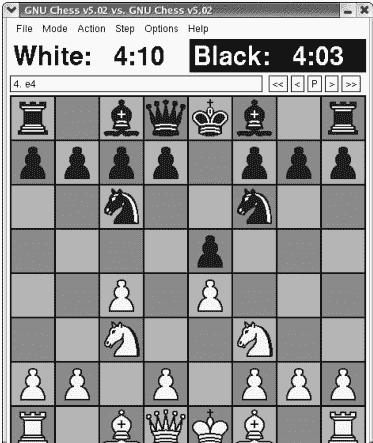 GNU Chess v5.02 vs. GNU Chess v5.02
File Mode Action Step Options Help
White: 4:10 Black: 4:03
4. e4 << < P > >>